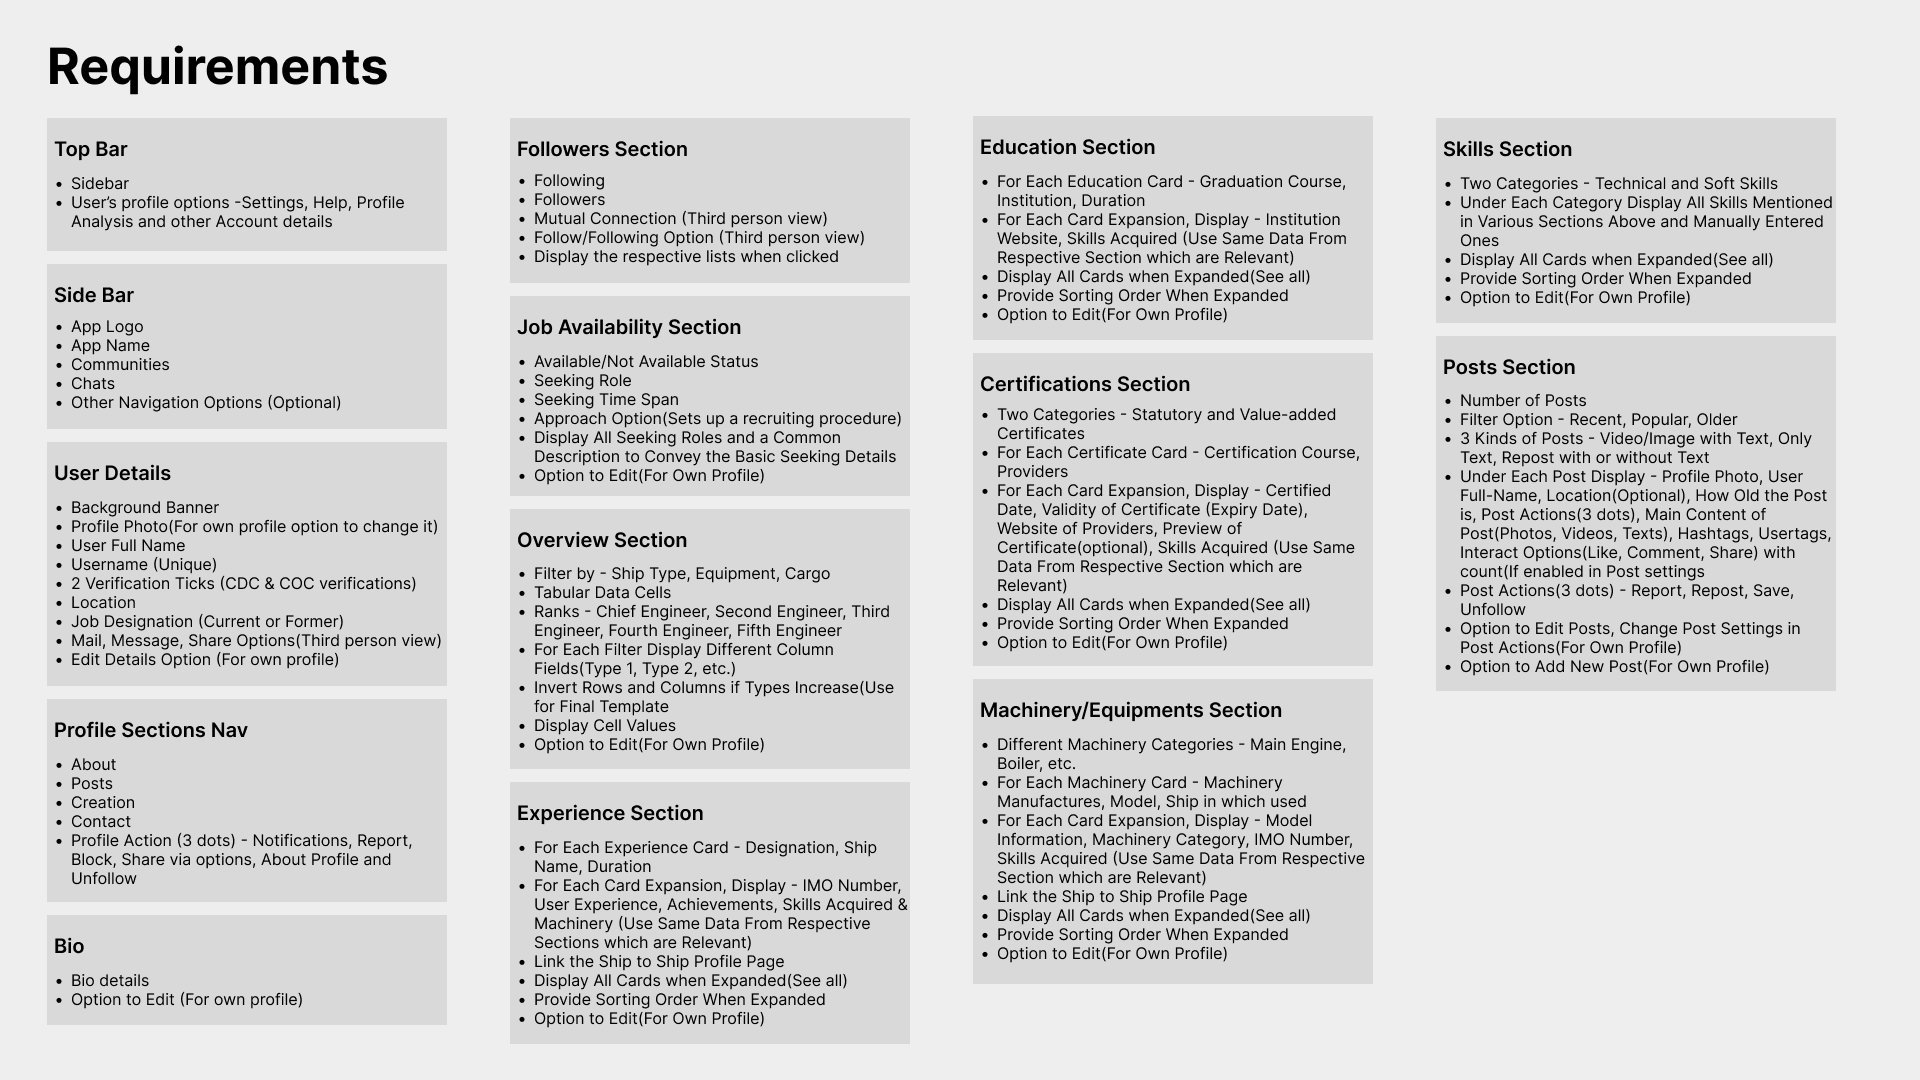 Requirements
Top Bar
• Sidebar
• User’s profile options -Settings, Help, Profile
Analysis and other Account details
Side Bar
• App Logo
• App Name
• Communities
• Chats
• Other Navigation Options (Optional)
User Details
• Background Banner
• Profile Photo(For own profile option to change it)
• User Full Name
• Username (Unique)
• 2 Verification Ticks (CDC & COC verifications)
• Location
• Job Designation (Current or Former)
• Mail, Message, Share Options(Third person view)
• Edit Details Option (For own profile)
Profile Sections Nav
• About
• Posts
• Creation
• Contact
• Profile Action (3 dots) - Notifications, Report,
Block, Share via options, About Profile and
Unfollow
Bio
• Bio details
• Option to Edit (For own profile)
Followers Section
• Following
• Followers
• Mutual Connection (Third person view)
• Follow/Following Option (Third person view)
• Display the respective lists when clicked
Job Availability Section
• Available/Not Available Status
• Seeking Role
• Seeking Time Span
• Approach Option(Sets up a recruiting procedure)
• Display All Seeking Roles and a Common
Description to Convey the Basic Seeking Details
• Option to Edit(For Own Profile)
Overview Section
• Filter by - Ship Type, Equipment, Cargo
• Tabular Data Cells
• Ranks - Chief Engineer, Second Engineer, Third
Engineer, Fourth Engineer, Fifth Engineer
• For Each Filter Display Different Column
Fields(Type 1, Type 2, etc.)
• Invert Rows and Columns if Types Increase(Use
for Final Template
• Display Cell Values
• Option to Edit(For Own Profile)
Experience Section
• For Each Experience Card - Designation, Ship
Name, Duration
• For Each Card Expansion, Display - IMO Number,
User Experience, Achievements, Skills Acquired &
Machinery (Use Same Data From Respective
Sections which are Relevant)
• Link the Ship to Ship Profile Page
• Display All Cards when Expanded(See all)
• Provide Sorting Order When Expanded
• Option to Edit(For Own Profile)
Education Section
• For Each Education Card - Graduation Course,
Institution, Duration
• For Each Card Expansion, Display - Institution
Website, Skills Acquired (Use Same Data From
Respective Section which are Relevant)
• Display All Cards when Expanded(See all)
• Provide Sorting Order When Expanded
• Option to Edit(For Own Profile)
Certifications Section
• Two Categories - Statutory and Value-added
Certificates
• For Each Certificate Card - Certification Course,
Providers
• For Each Card Expansion, Display - Certified
Date, Validity of Certificate (Expiry Date),
Website of Providers, Preview of
Certificate(optional), Skills Acquired (Use Same
Data From Respective Section which are
Relevant)
• Display All Cards when Expanded(See all)
• Provide Sorting Order When Expanded
• Option to Edit(For Own Profile)
Machinery/Equipments Section
• Different Machinery Categories - Main Engine,
Boiler, etc.
• For Each Machinery Card - Machinery
Manufactures, Model, Ship in which used
• For Each Card Expansion, Display - Model
Information, Machinery Category, IMO Number,
Skills Acquired (Use Same Data From Respective
Section which are Relevant)
• Link the Ship to Ship Profile Page
• Display All Cards when Expanded(See all)
• Provide Sorting Order When Expanded
• Option to Edit(For Own Profile)
Skills Section
• Two Categories - Technical and Soft Skills
• Under Each Category Display All Skills Mentioned
in Various Sections Above and Manually Entered
Ones
• Display All Cards when Expanded(See all)
• Provide Sorting Order When Expanded
• Option to Edit(For Own Profile)
Posts Section
• Number of Posts
• Filter Option - Recent, Popular, Older
• 3 Kinds of Posts - Video/Image with Text, Only
Text, Repost with or without Text
• Under Each Post Display - Profile Photo, User
Full-Name, Location(Optional), How Old the Post
is, Post Actions(3 dots), Main Content of
Post(Photos, Videos, Texts), Hashtags, Usertags,
Interact Options(Like, Comment, Share) with
count(If enabled in Post settings
• Post Actions(3 dots) - Report, Repost, Save,
Unfollow
• Option to Edit Posts, Change Post Settings in
Post Actions(For Own Profile)
• Option to Add New Post(For Own Profile)